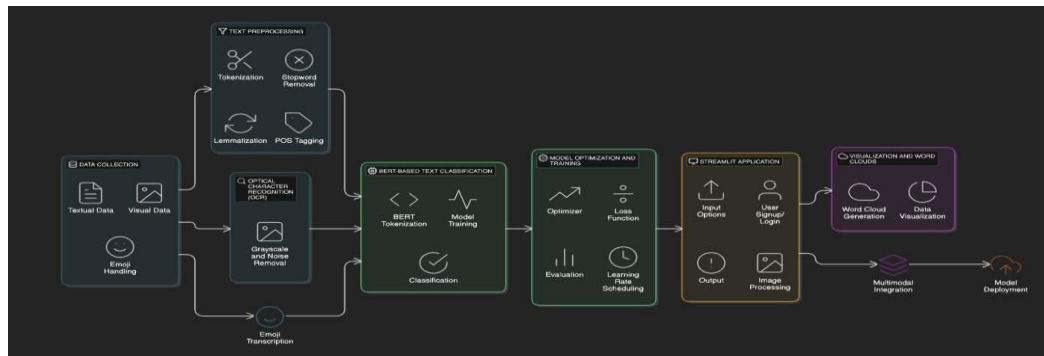 TEXT PREPROCESSING
Tokenization
Stopword
Removal
Lemmatization
POS Tagging
DATA COLLECTION
Textual Data
Visual Data
Emoji
Handling
OPTICAL
CHARACTER
RECOGNITION
(OCR)
Grayscale
and Noise
Removal
Emoji
Transcription
BERT-BASED TEXT CLASSIFICATION
BERT
Tokenization
Model
Training
Classification
MODEL OPTIMIZATION AND
TRAINING
Optimizer
Loss
Function
Evaluation
Learning
Rate
Scheduling
STREAMLIT APPLICATION
Input
Options
User
Signup/
Login
Output
Image
Processing
VISUALIZATION AND WORD
CLOUDS
Word Cloud
Generation
Data
Visualization
Multimodal
Integration
Model
Deployment